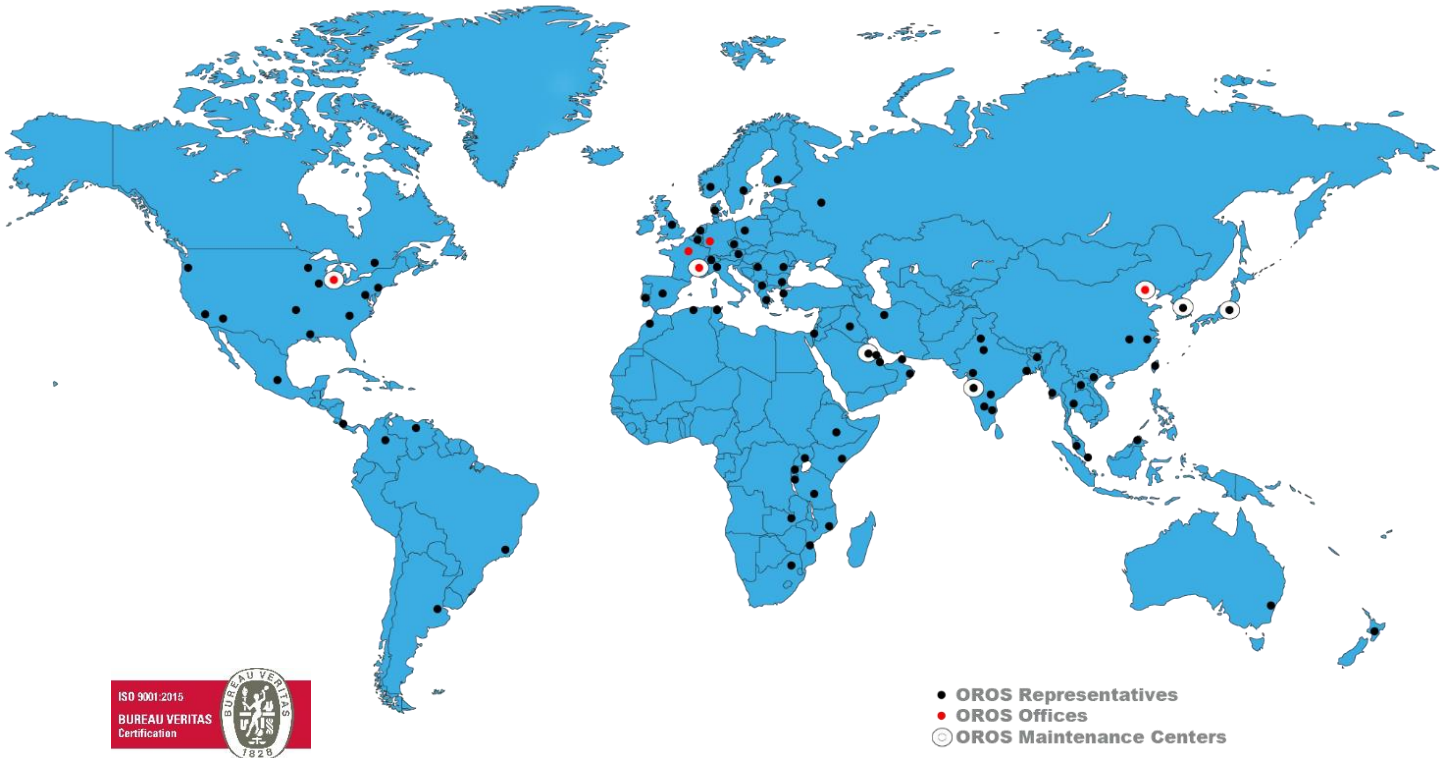 ISO 9001:2015
BUREAU VERITAS
Certification
BUREAU VERITAS
1828
OROS Representatives
OROS Offices
OROS Maintenance Centers